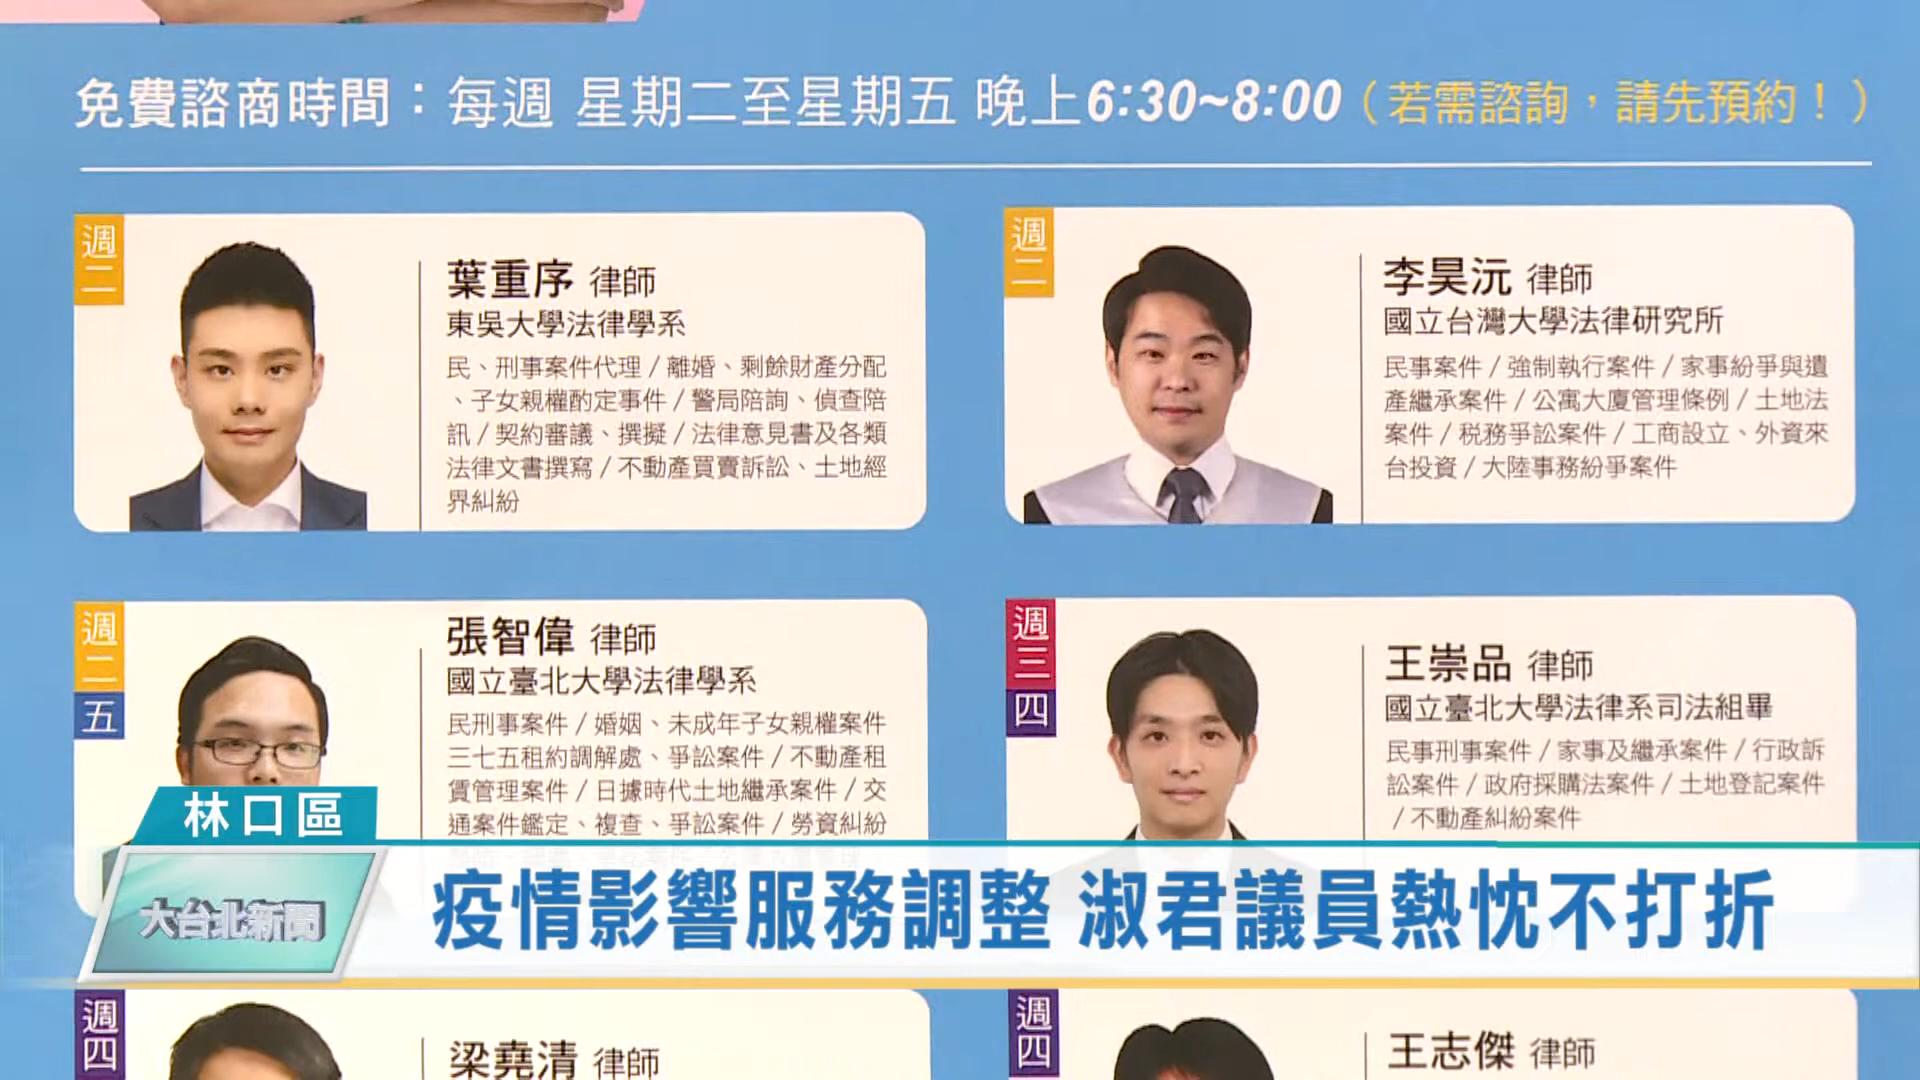 免費諮商時間：每週 星期二至星期五 晚上6:30~8:00（若需諮詢，請先預約！）
週二
葉重序 律師
東吳大學法律學系
民、刑事案件代理 / 離婚、剩餘財產分配
、子女親權酌定事件 / 警局陪詢、偵查陪
訊 / 契約審議、撰擬 / 法律意見書及各類
法律文書撰寫 / 不動產買賣訴訟、土地經
界糾紛
週二
李昊沅 律師
國立台灣大學法律研究所
民事案件 / 強制執行案件 / 家事紛爭與遺
產繼承案件 / 公寓大廈管理條例 / 土地法
案件 / 税務爭訟案件 / 工商設立、外資來
台投資 / 大陸事務紛爭案件
週二
五
張智偉 律師
國立臺北大學法律學系
民刑事案件 / 婚姻、未成年子女親權案件
三七五租約調解處、爭訟案件 / 不動產租
賃管理案件 / 日據時代土地繼承案件 / 交
通案件鑑定、複查、爭訟案件 / 勞資糾紛
週三
四
王崇品 律師
國立臺北大學法律系司法組畢
民事刑事案件 / 家事及繼承案件 / 行政訴
訟案件 / 政府採購法案件 / 土地登記案件
/ 不動產糾紛案件
林口區
大台北新聞
疫情影響服務調整 淑君議員熱忱不打折
週四
梁堯清 律師
週四
王志傑 律師